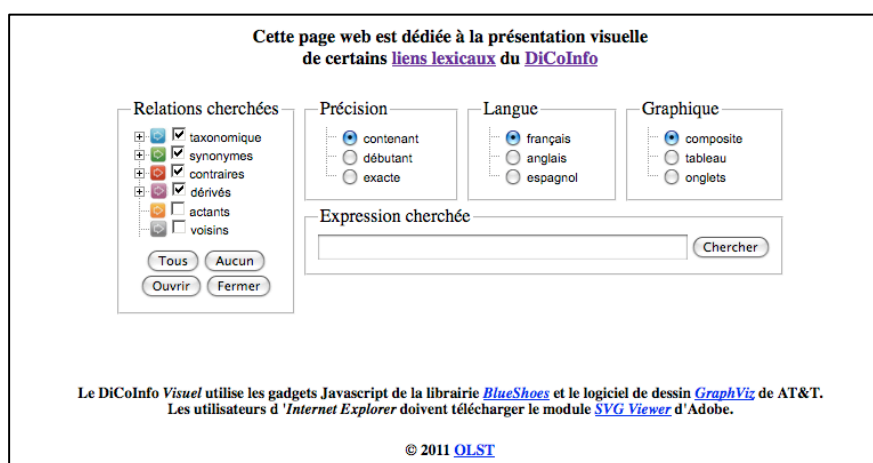 Cette page web est dédiée à la présentation visuelle
de certains liens lexicaux du DiCoInfo
Relations cherchées
taxonomique
synonymes
contraires
dérivés
actants
voisins
Tous Aucun
Ouvrir Fermer
Précision
contenant
débutant
exacte
Langue
français
anglais
espagnol
Graphique
composite
tableau
onglets
Expression cherchée
Chercher
Le DiCoInfo Visuel utilise les gadgets Javascript de la librairie BlueShoes et le logiciel de dessin GraphViz de AT&T.
Les utilisateurs d 'Internet Explorer doivent télécharger le module SVG Viewer d'Adobe.
© 2011 OLST